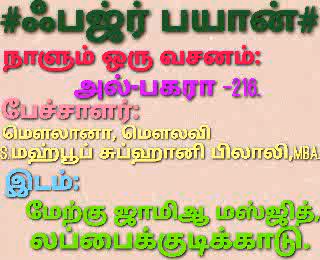 #ஃபஜ்ர் பயான்#
நாளும் ஒரு வசனம்:
அல்-பகரா -216.
பேச்சாளர்:
மௌலானா, மௌலவி
S.மஹ்பூப் சுப்ஹானி பிலாலி,MBA.
இடம்:
மேற்கு ஜாமிஆ மஸ்ஜித்,
லப்பைக்குடிக்காடு.